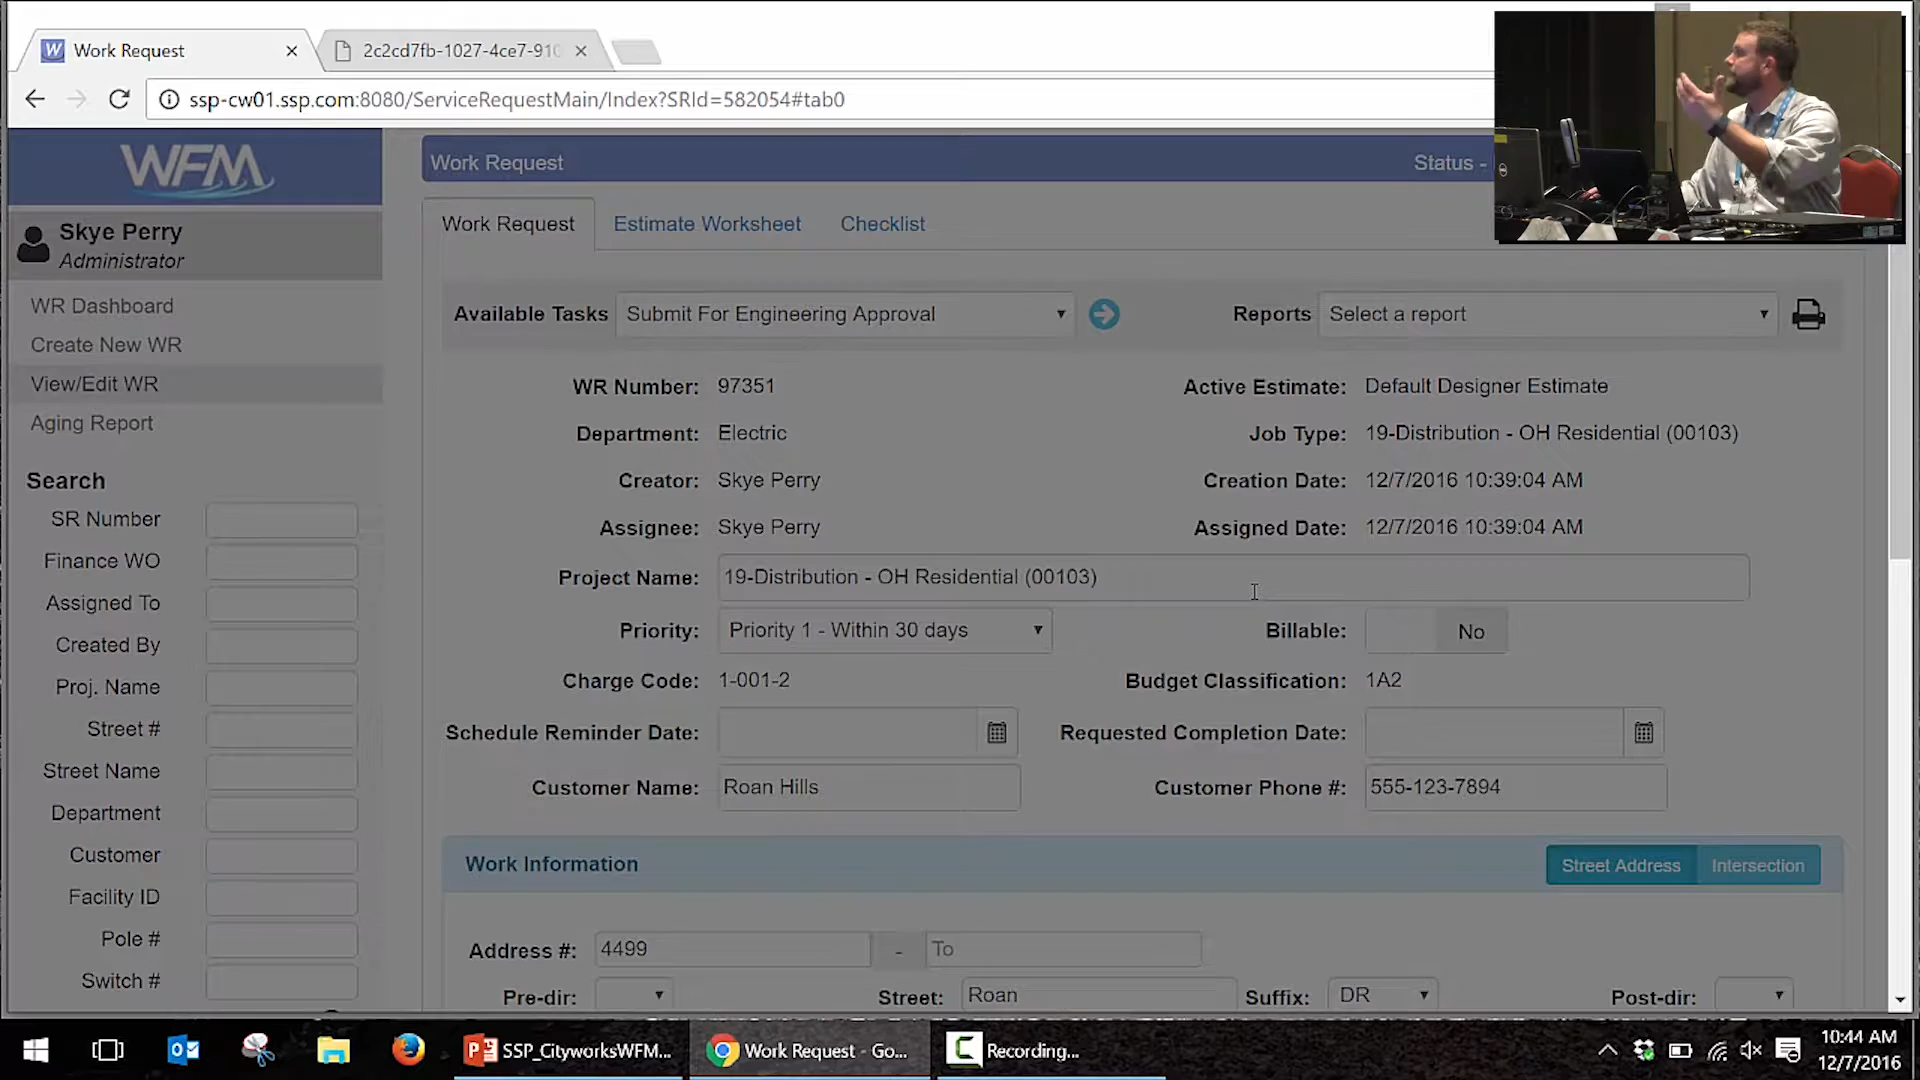 Work Request
2c2cd7fb-1027-4ce7-910
ssp-cw01.ssp.com:8080/ServiceRequestMain/Index?SRId=582054#tab0
WFM
Skye Perry
Administrator
WR Dashboard
Create New WR
View/Edit WR
Aging Report
Search
SR Number
Finance WO
Assigned To
Created By
Proj. Name
Street #
Street Name
Department
Customer
Facility ID
Pole #
Switch #
Work Request Status -
Work Request Estimate Worksheet Checklist
Available Tasks Submit For Engineering Approval Reports Select a report
WR Number: 97351 Active Estimate: Default Designer Estimate
Department: Electric Job Type: 19-Distribution - OH Residential (00103)
Creator: Skye Perry Creation Date: 12/7/2016 10:39:04 AM
Assignee: Skye Perry Assigned Date: 12/7/2016 10:39:04 AM
Project Name: 19-Distribution - OH Residential (00103)
Priority: Priority 1 - Within 30 days Billable: No
Charge Code: 1-001-2 Budget Classification: 1A2
Schedule Reminder Date: Requested Completion Date:
Customer Name: Roan Hills Customer Phone #: 555-123-7894
Work Information Street Address Intersection
Address #: 4499 - To
Pre-dir: Street: Roan Suffix: DR Post-dir:
SSP_CityworksWFM... Work Request - Go... Recording... 10:44 AM
12/7/2016